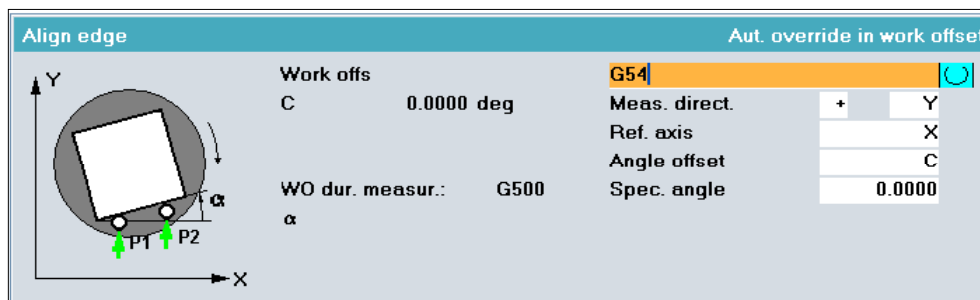 Align edge Aut. override in work offset
Y
Work offs G54
C 0.0000 deg Meas. direct. + Y
Ref. axis X
Angle offset C
WO dur. measur.: G500 Spec. angle 0.0000
α
α
P1 P2
X